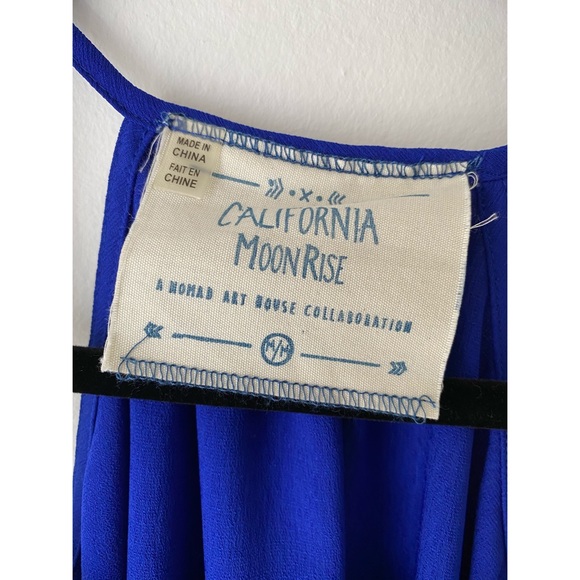 MADE IN
CHINA
FAIT EN
CHINE
CALIFORNIA
MOONRISE
A NOMAD ART HOUSE COLLABORATION
M/M